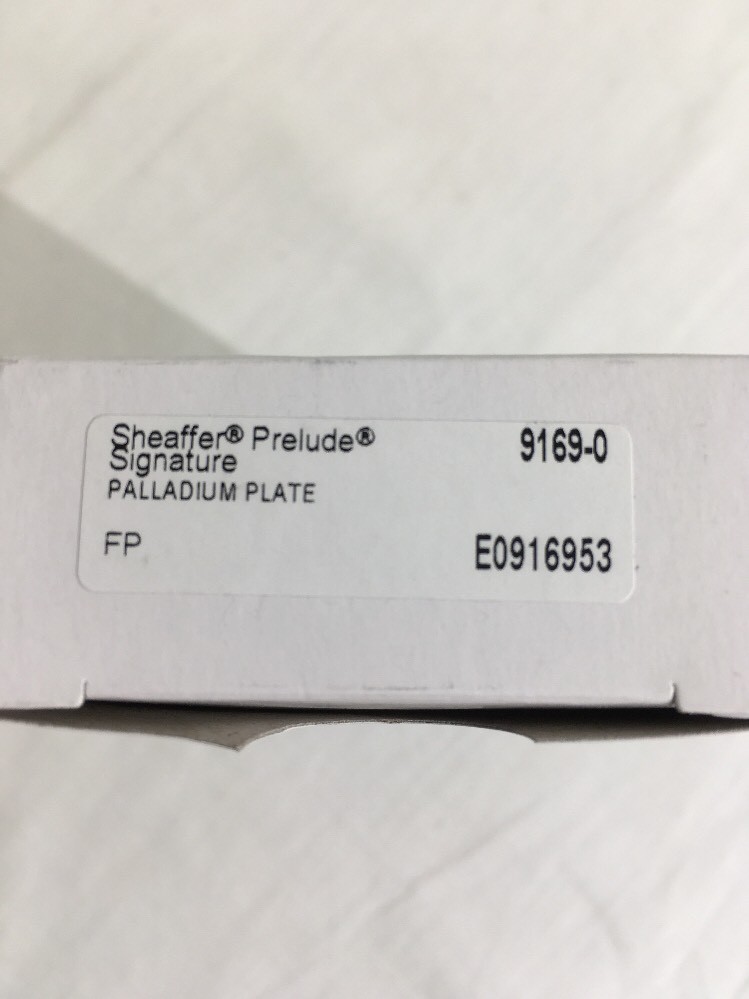 Sheaffer® Prelude® 9169-0
Signature
PALLADIUM PLATE
FP E0916953